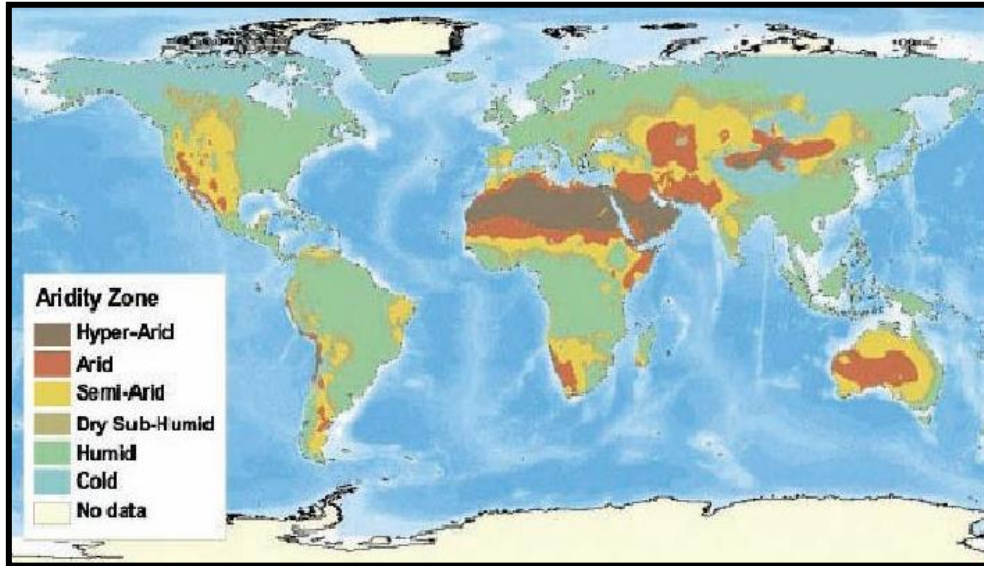 Aridity Zone
Hyper-Arid
Arid
Semi-Arid
Dry Sub-Humid
Humid
Cold
No data